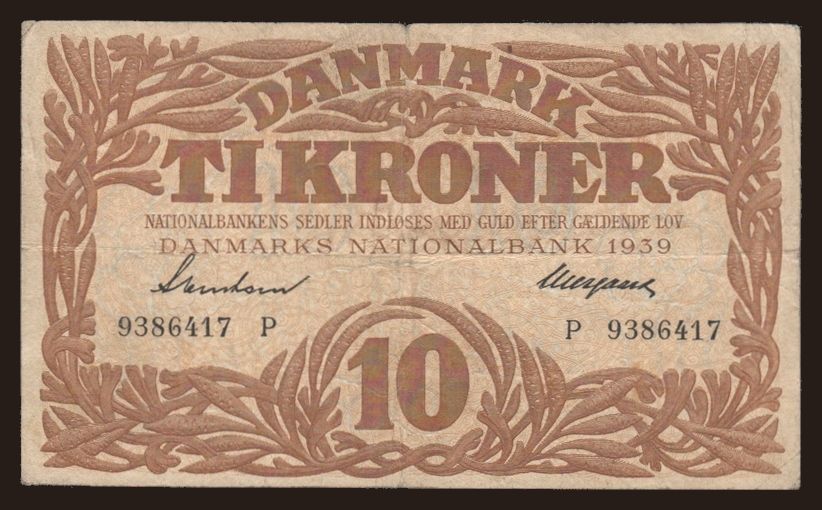 DANMARK
TI KRONER
NATIONALBANKENS SEDLER INDLØSES MED GULD EFTER GÆLDENDE LOV
DANMARKS NATIONALBANK 1939
9386417 P P 9386417
10